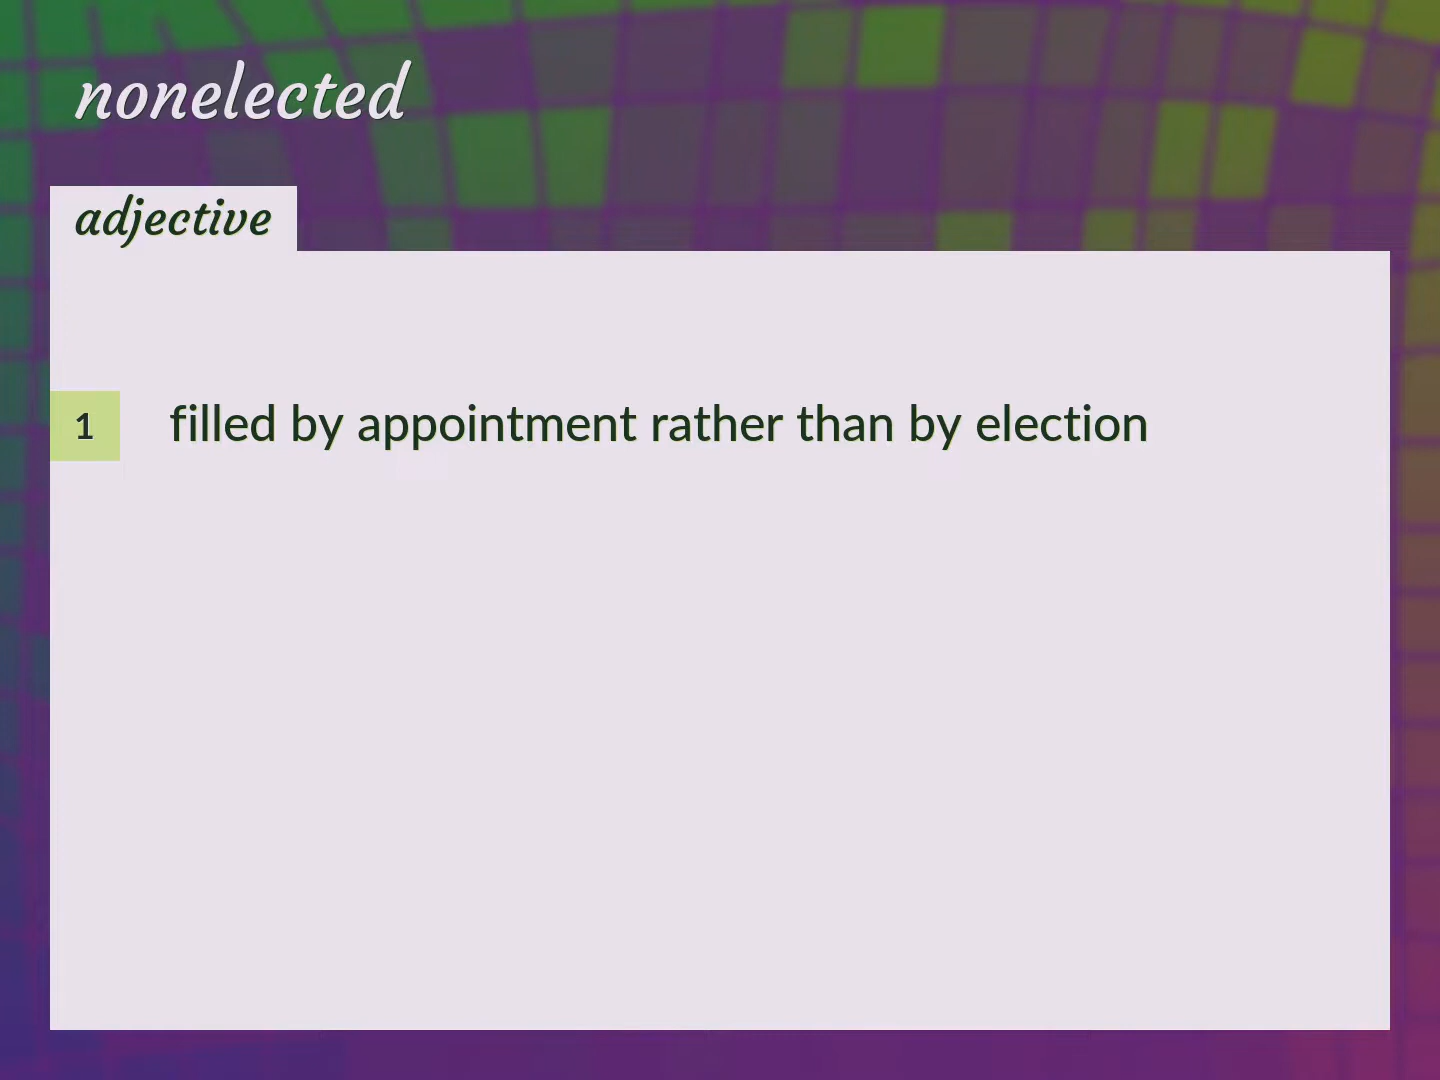 nonelected
adjective
1 filled by appointment rather than by election